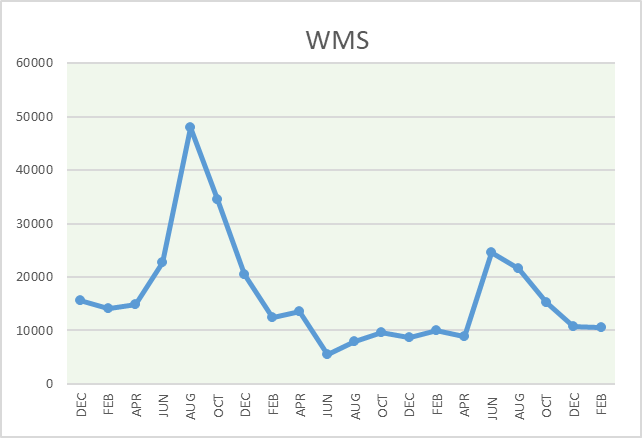 WMS
60000
50000
40000
30000
20000
10000
0
DEC
FEB
APR
JUN
AUG
OCT
DEC
FEB
APR
JUN
AUG
OCT
DEC
FEB
APR
JUN
AUG
OCT
DEC
FEB